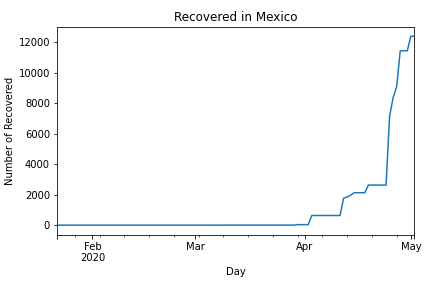 Recovered in Mexico
Number of Recovered
12000
10000
8000
6000
4000
2000
0
Feb
2020
Mar
Apr
May
Day